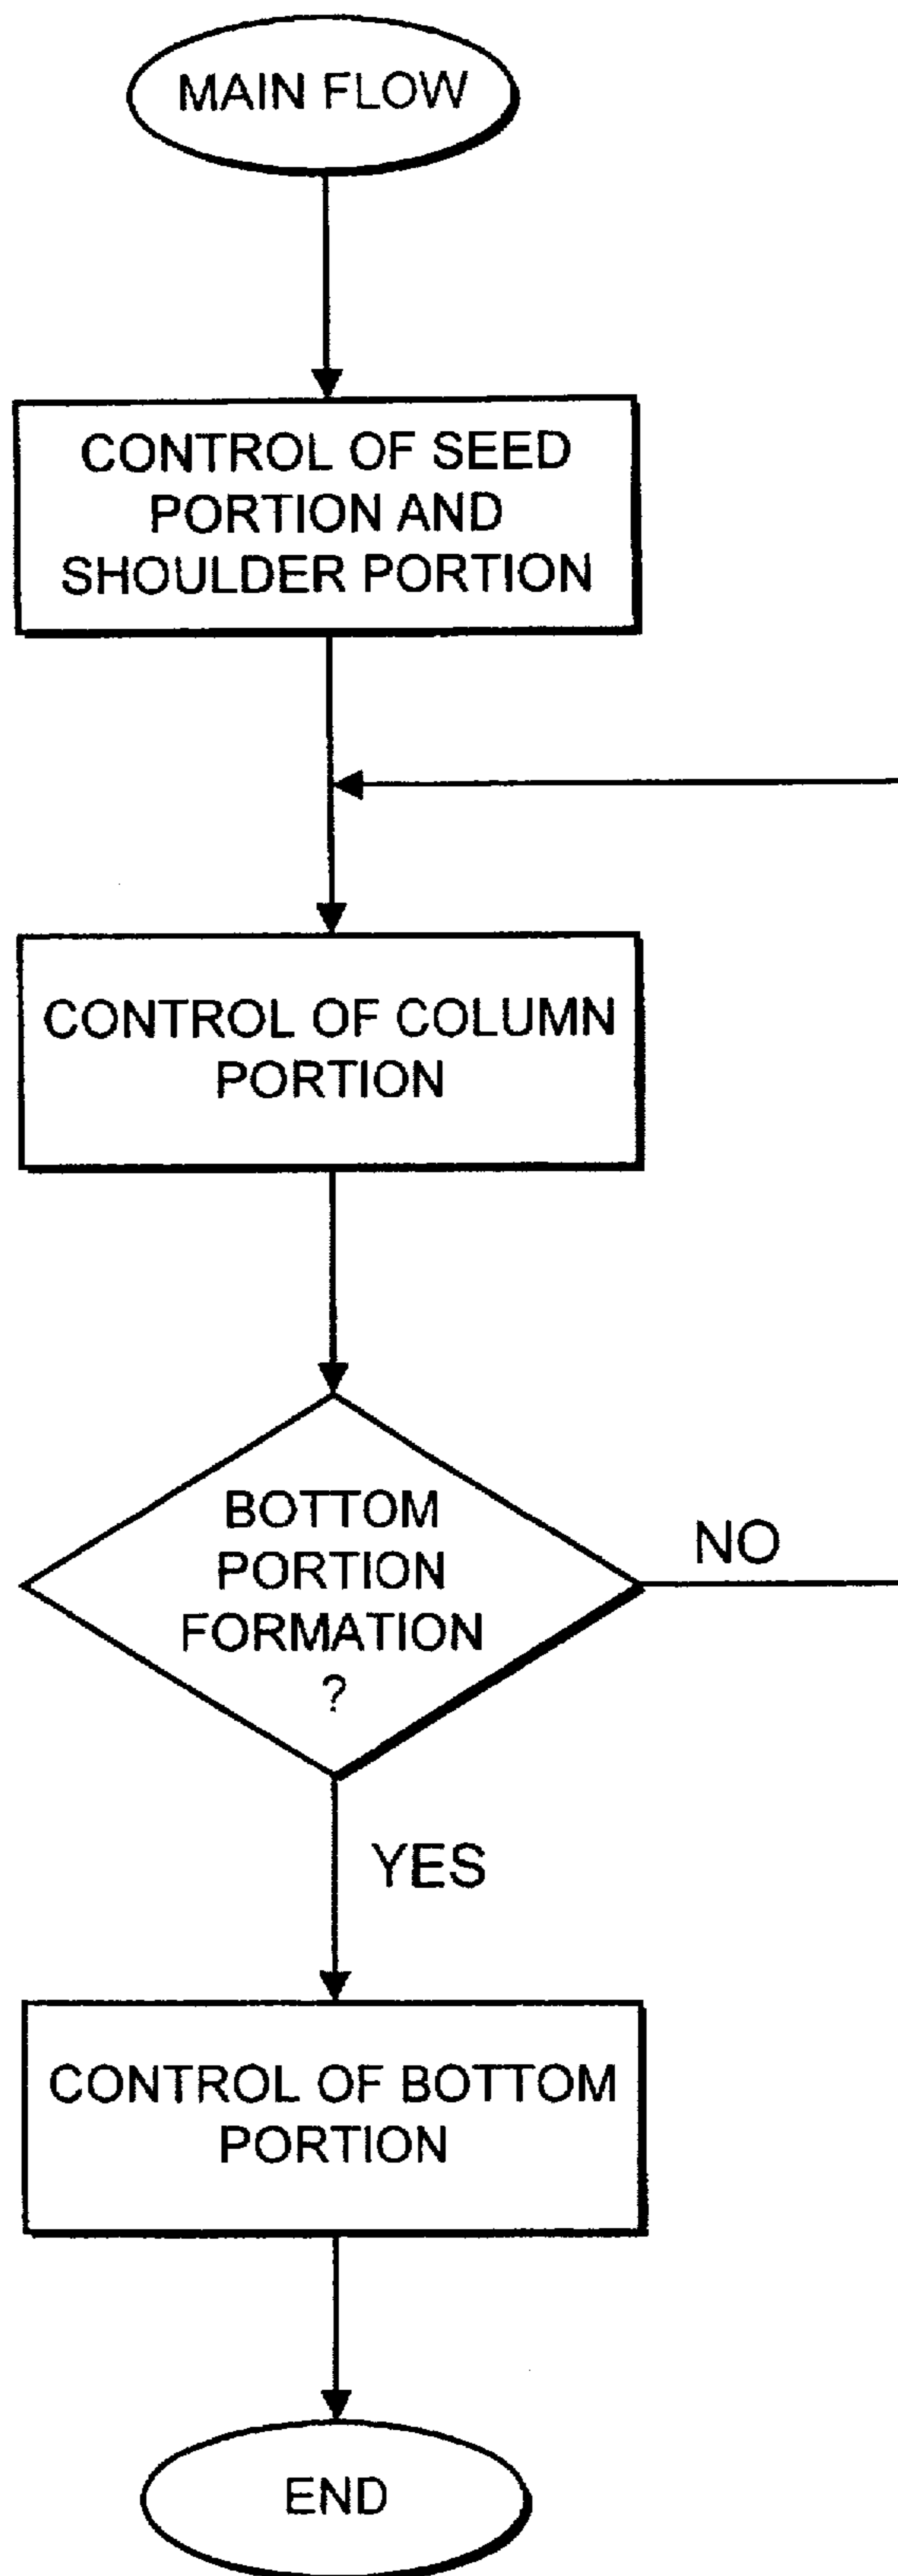 MAIN FLOW
CONTROL OF SEED
PORTION AND
SHOULDER PORTION
CONTROL OF COLUMN
PORTION
BOTTOM
PORTION
FORMATION
?
NO
YES
CONTROL OF BOTTOM
PORTION
END